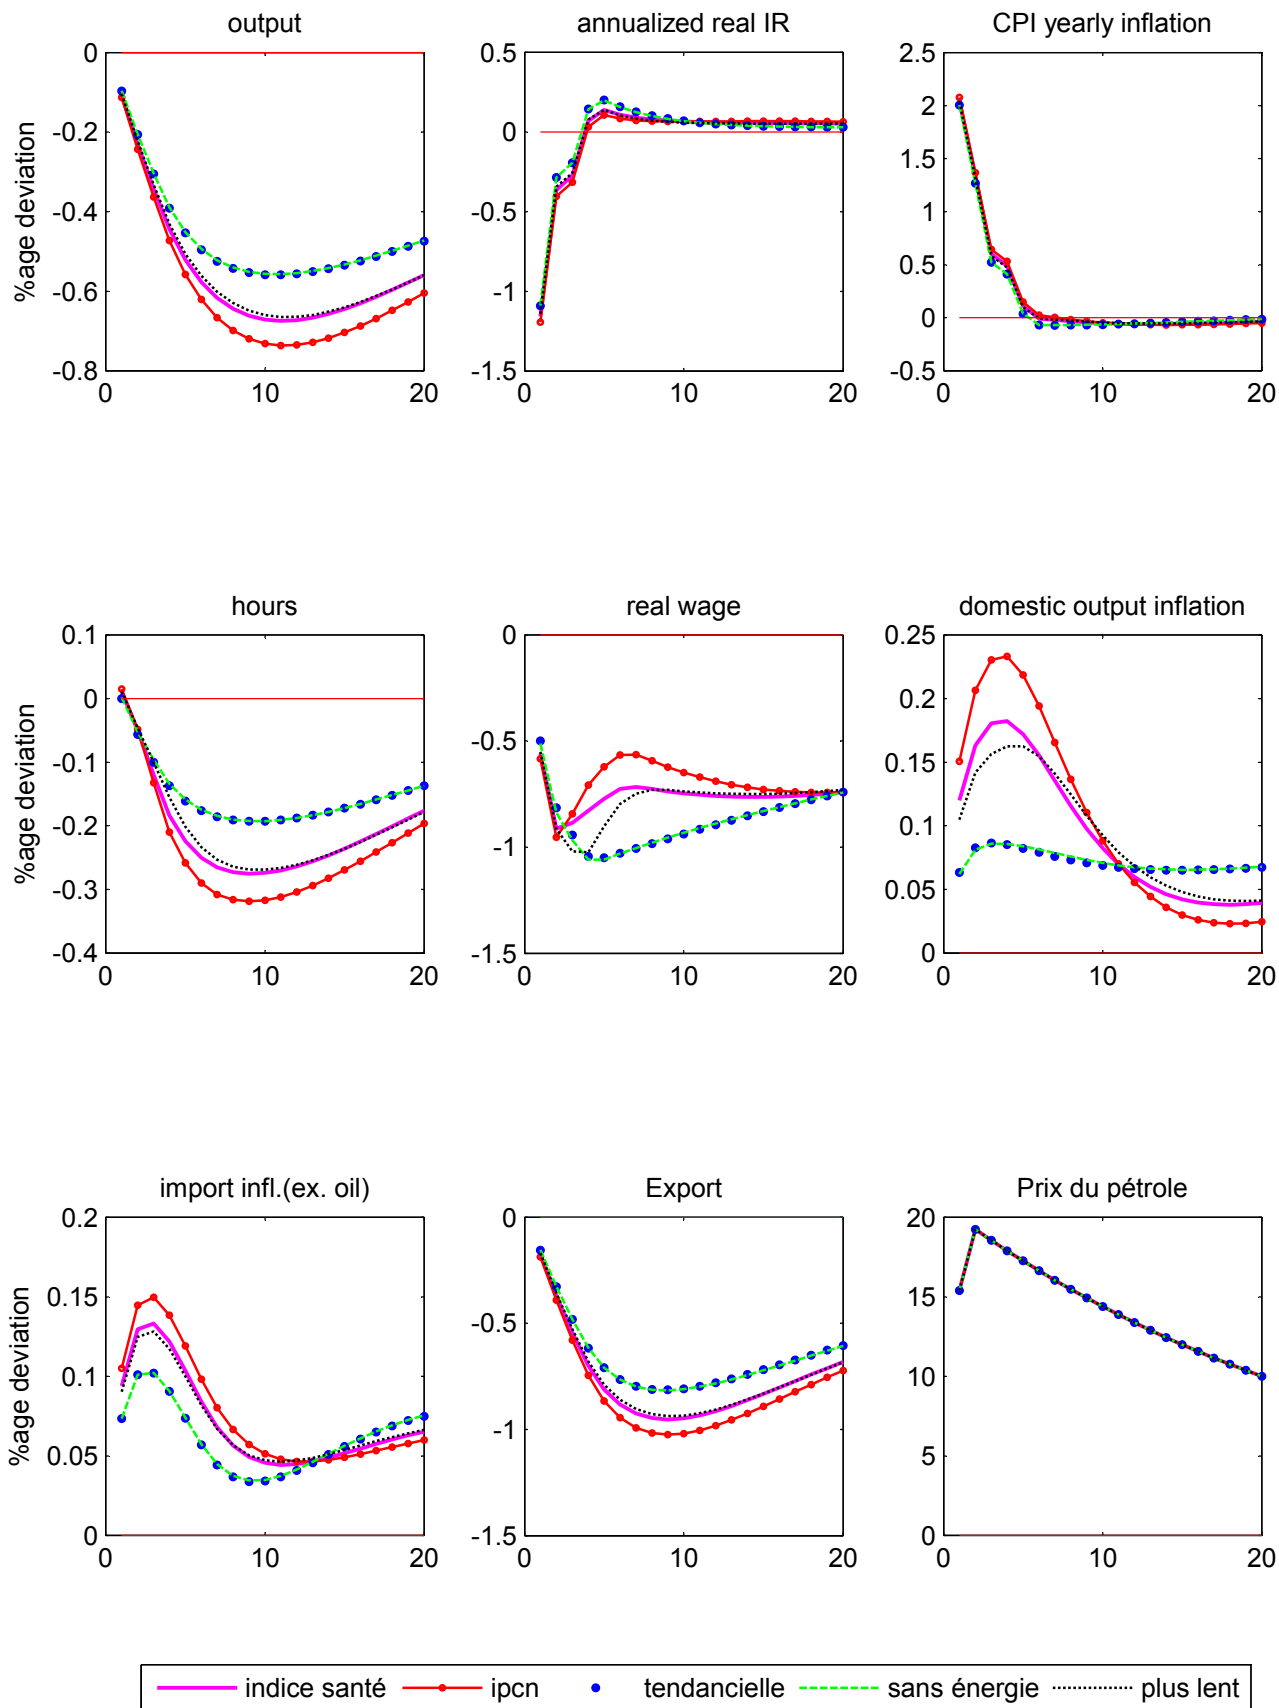 output
annualized real IR
CPI yearly inflation
%age deviation
0
-0.2
-0.4
-0.6
-0.8
0 10 20
0.5
0
-0.5
-1
-1.5
0 10 20
2.5
2
1.5
1
0.5
0
-0.5
0 10 20
hours
real wage
domestic output inflation
%age deviation
0.1
0
-0.1
-0.2
-0.3
-0.4
0 10 20
0
-0.5
-1
-1.5
0 10 20
0.25
0.2
0.15
0.1
0.05
0
0 10 20
import infl.(ex. oil)
Export
Prix du pétrole
%age deviation
0.2
0.15
0.1
0.05
0
0 10 20
0
-0.5
-1
-1.5
0 10 20
20
15
10
5
0
0 10 20
indice santé ipcn tendancielle sans énergie plus lent